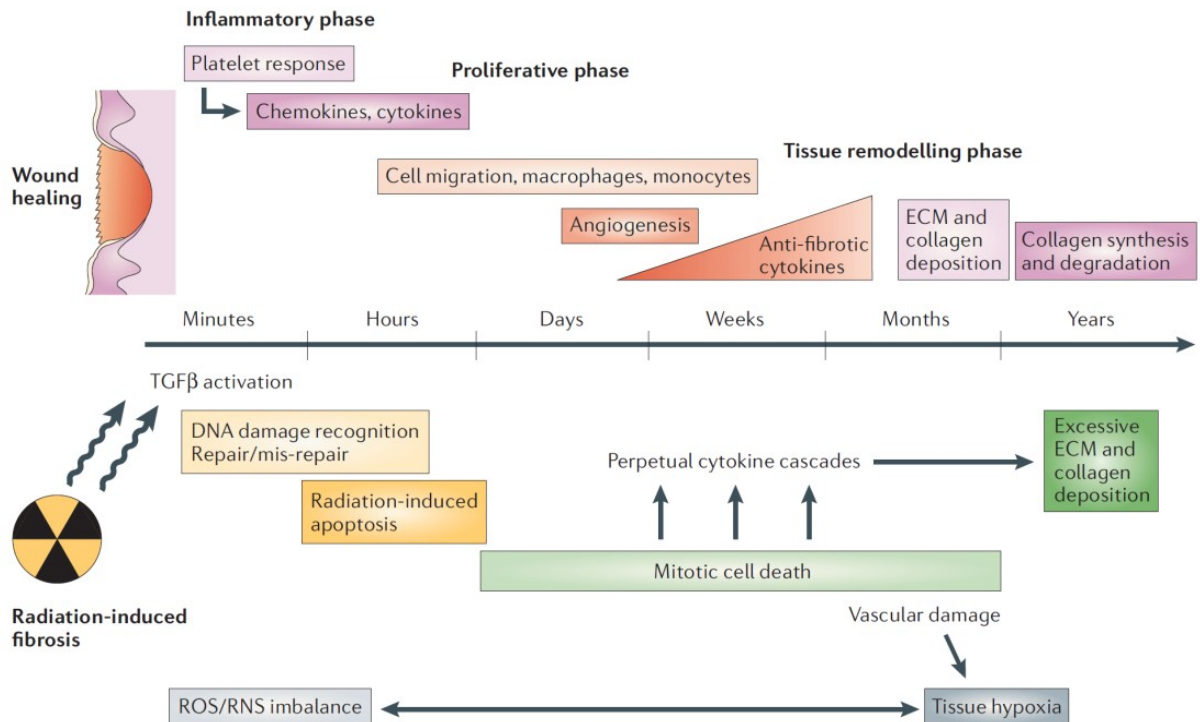 Inflammatory phase
Platelet response
Proliferative phase
Chemokines, cytokines
Wound
healing
Tissue remodelling phase
Cell migration, macrophages, monocytes
Angiogenesis
Anti-fibrotic
cytokines
ECM and
collagen
deposition
Collagen synthesis
and degradation
Minutes
Hours
Days
Weeks
Months
Years
TGFβ activation
DNA damage recognition
Repair/mis-repair
Radiation-induced
apoptosis
Perpetual cytokine cascades
Excessive
ECM and
collagen
deposition
Mitotic cell death
Radiation-induced
fibrosis
Vascular damage
ROS/RNS imbalance
Tissue hypoxia